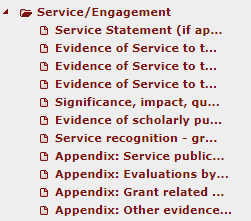 Service/Engagement
Service Statement (if ap...
Evidence of Service to t...
Evidence of Service to t...
Evidence of Service to t...
Significance, impact, qu...
Evidence of scholarly pu...
Service recognition - gr...
Appendix: Service public...
Appendix: Evaluations by...
Appendix: Grant related ...
Appendix: Other evidence...